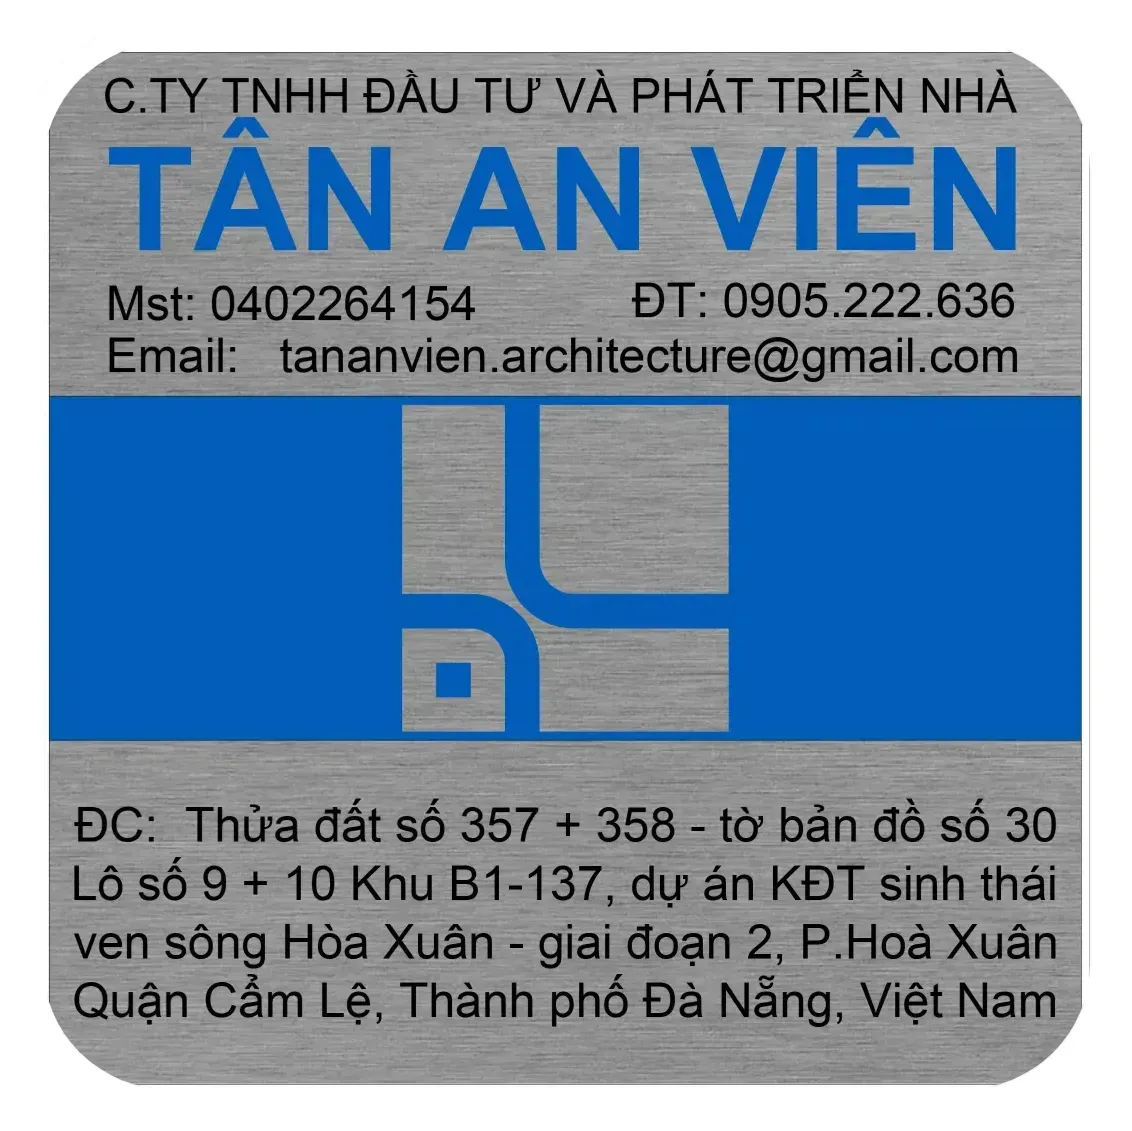 C.TY TNHH ĐẦU TƯ VÀ PHÁT TRIỂN NHÀ
TÂN AN VIÊN
Mst: 0402264154 ĐT: 0905.222.636
Email: tananvien.architecture@gmail.com
ĐC: Thửa đất số 357 + 358 - tờ bản đồ số 30
Lô số 9 + 10 Khu B1-137, dự án KĐT sinh thái
ven sông Hòa Xuân - giai đoạn 2, P.Hoà Xuân
Quận Cẩm Lệ, Thành phố Đà Nẵng, Việt Nam